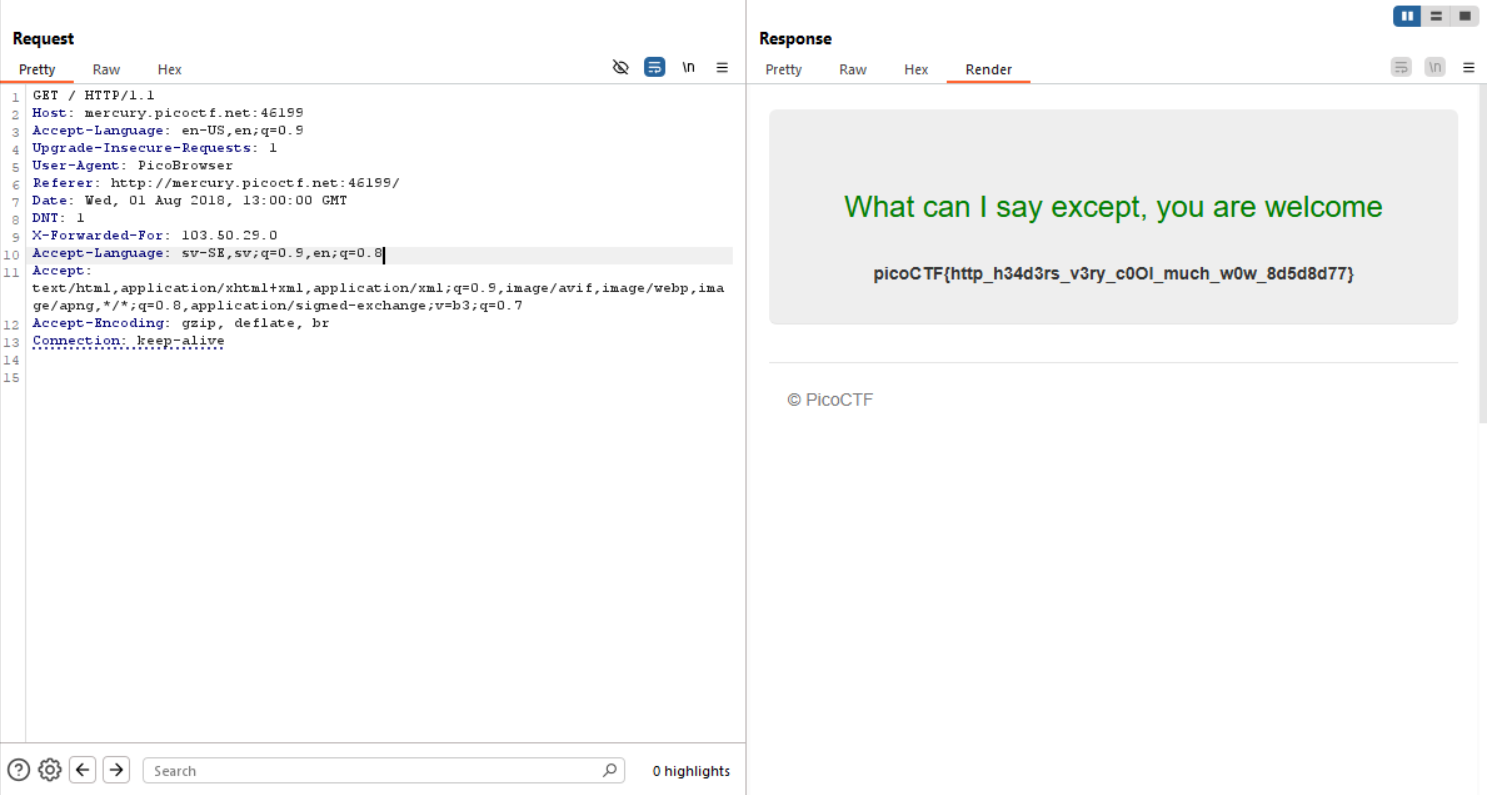 Request
Pretty Raw Hex
\n
1 GET / HTTP/1.1
2 Host: mercury.picoctf.net:46199
3 Accept-Language: en-US,en;q=0.9
4 Upgrade-Insecure-Requests: 1
5 User-Agent: PicoBrowser
6 Referer: http://mercury.picoctf.net:46199/
7 Date: Wed, 01 Aug 2018, 13:00:00 GMT
8 DNT: 1
9 X-Forwarded-For: 103.50.29.0
10 Accept-Language: sv-SE,sv;q=0.9,en;q=0.8
11 Accept:
text/html,application/xhtml+xml,application/xml;q=0.9,image/avif,image/webp,ima
ge/apng,*/*;q=0.8,application/signed-exchange;v=b3;q=0.7
12 Accept-Encoding: gzip, deflate, br
13 Connection: keep-alive
14
15
Search
0 highlights
Response
Pretty Raw Hex Render
\n
What can I say except, you are welcome
picoCTF{http_h34d3rs_v3ry_c0Ol_much_w0w_8d5d8d77}
© PicoCTF